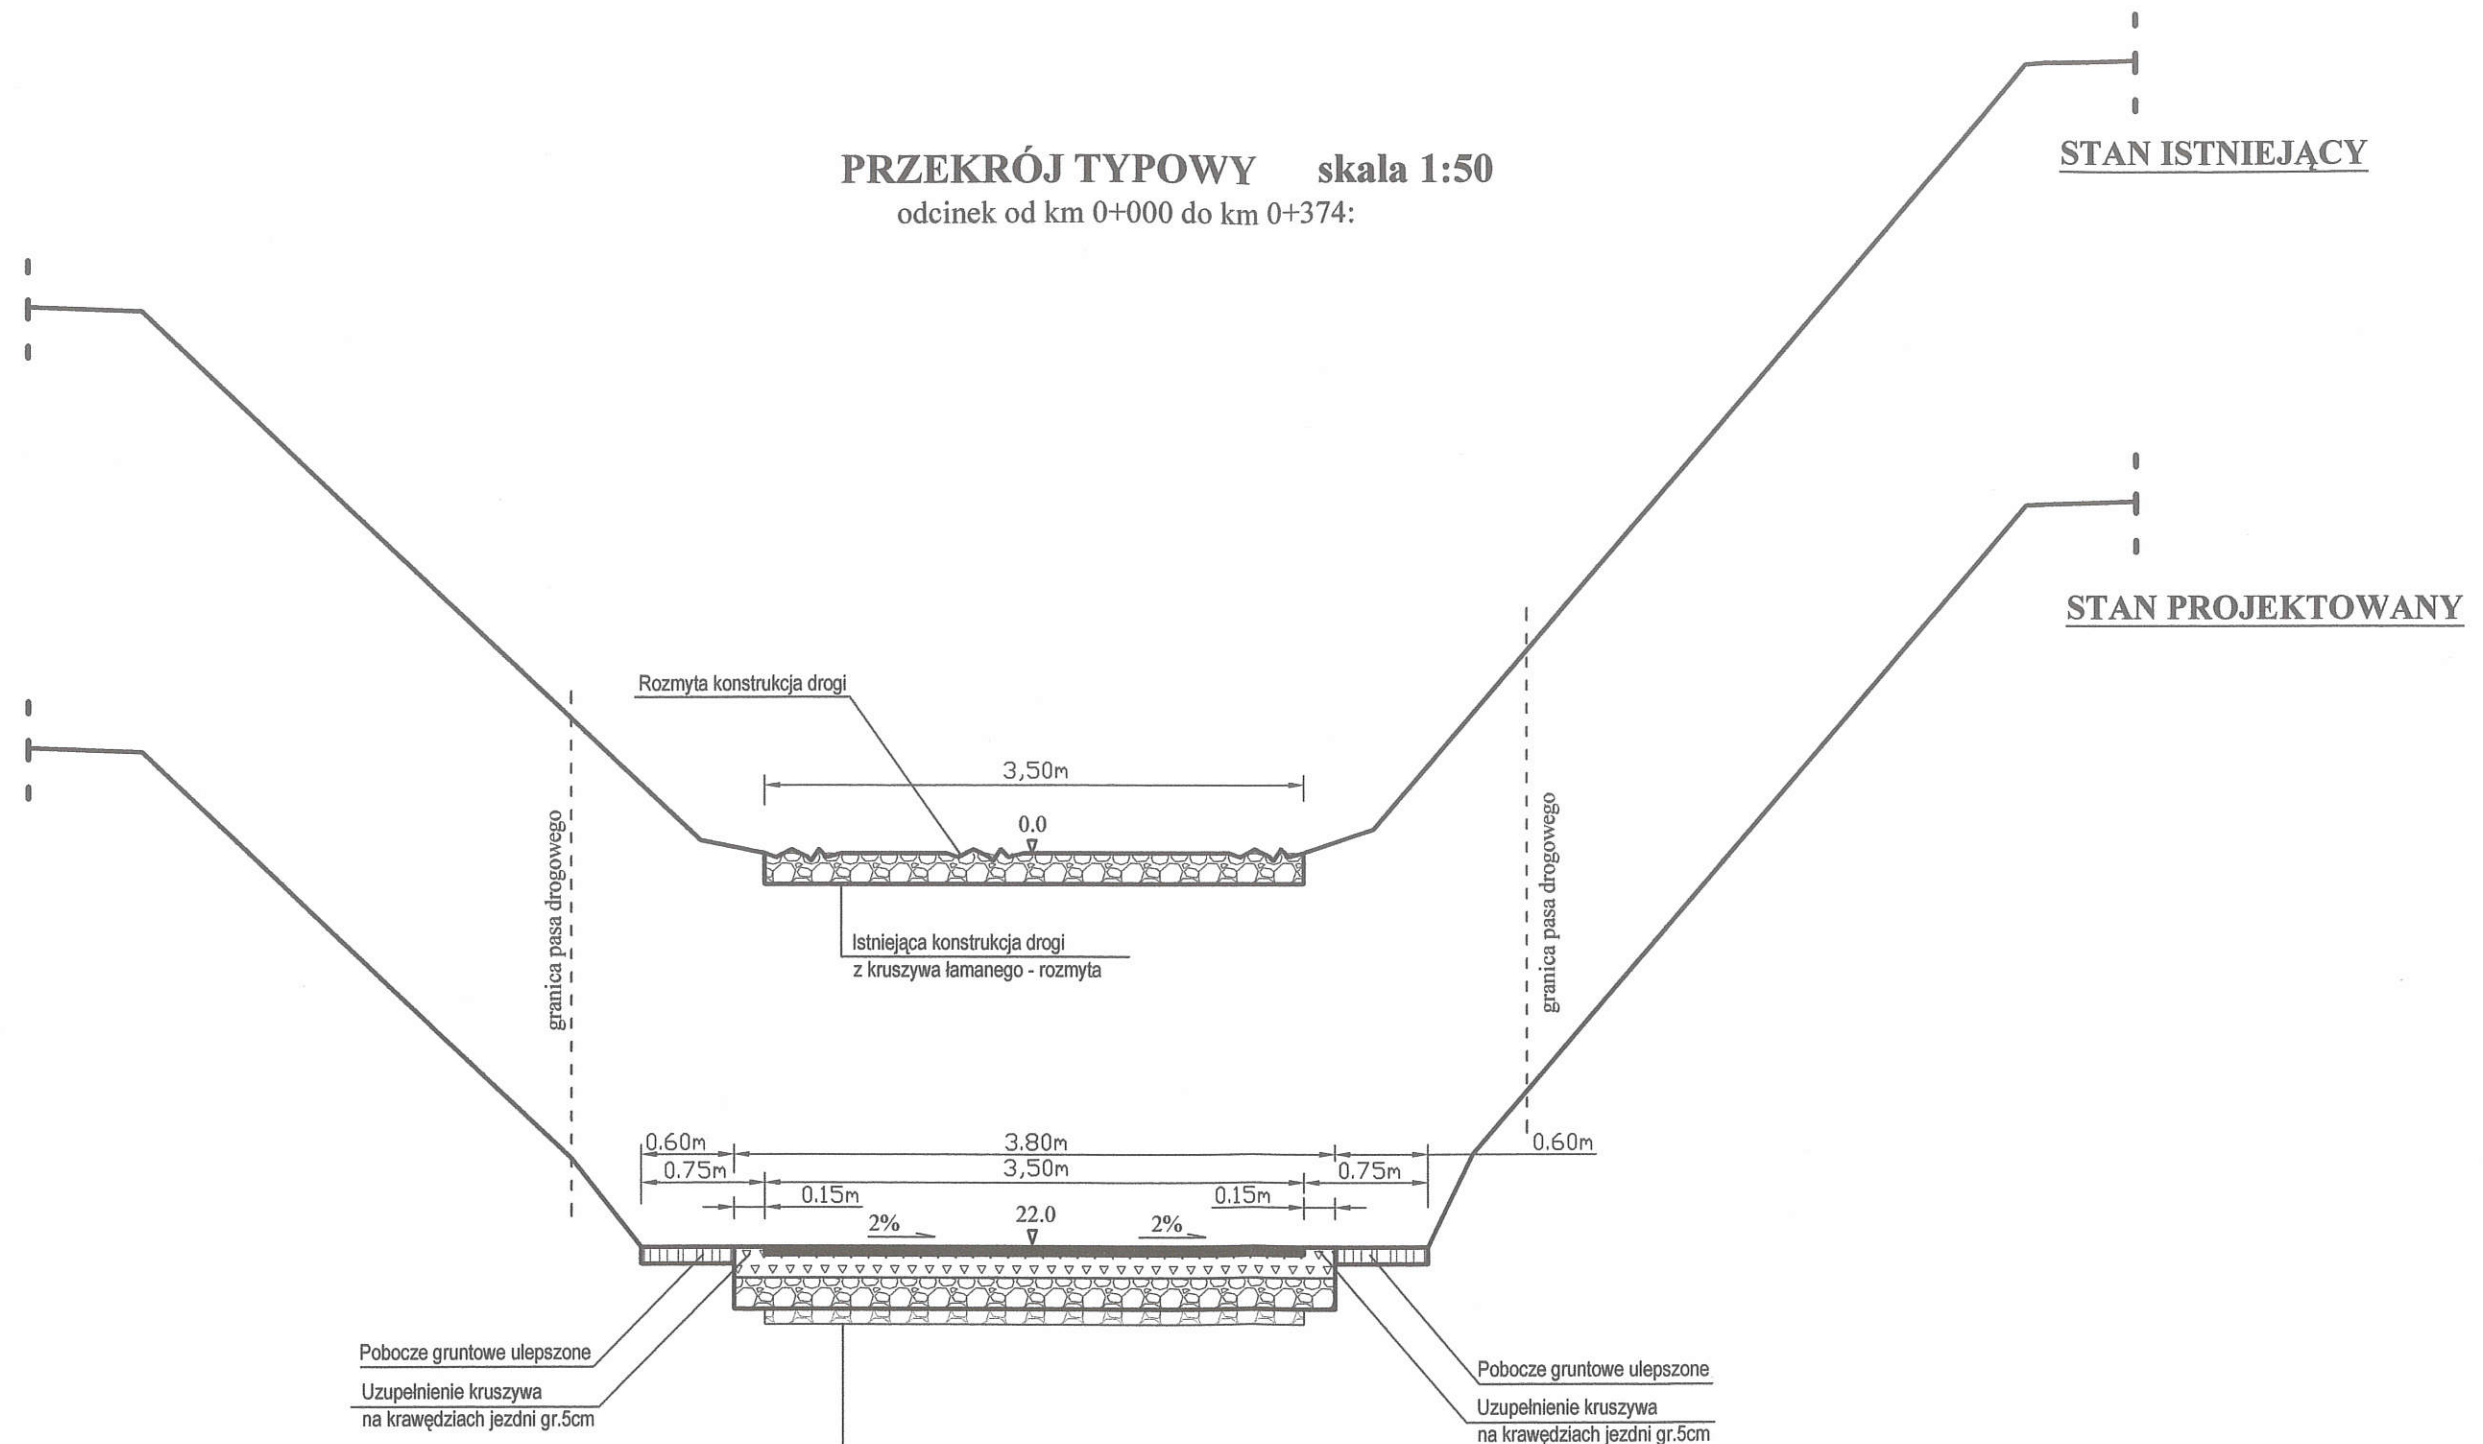 PRZEKRÓJ TYPOWY skala 1:50
odcinek od km 0+000 do km 0+374:
STAN ISTNIEJĄCY
STAN PROJEKTOWANY
Rozmyta konstrukcja drogi
3,50m
0.0
granica pasa drogowego
granica pasa drogowego
Istniejąca konstrukcja drogi
z kruszywa łamanego - rozmyta
0.60m 3.80m 0.60m
0.75m 3,50m 0.75m
0.15m 0.15m
2% 22.0 2%
Pobocze gruntowe ulepszone
Uzupełnienie kruszywa
na krawędziach jezdni gr.5cm
Pobocze gruntowe ulepszone
Uzupełnienie kruszywa
na krawędziach jezdni gr.5cm